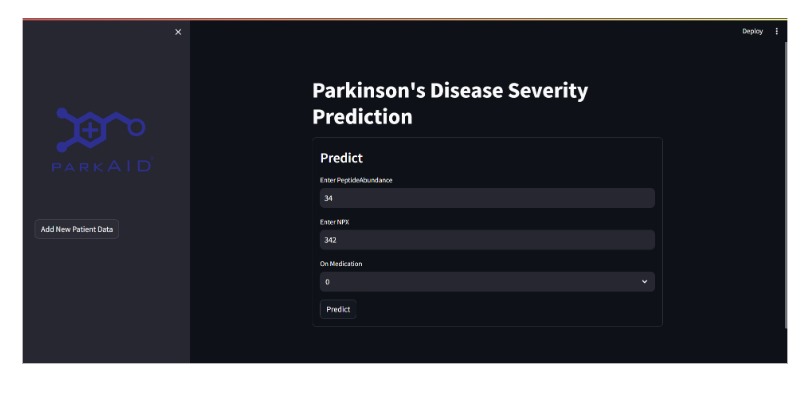 Deploy
PARKAID
Add New Patient Data
Parkinson's Disease Severity
Prediction
Predict
Enter PeptideAbundance
34
Enter NPX
342
On Medication
0
Predict